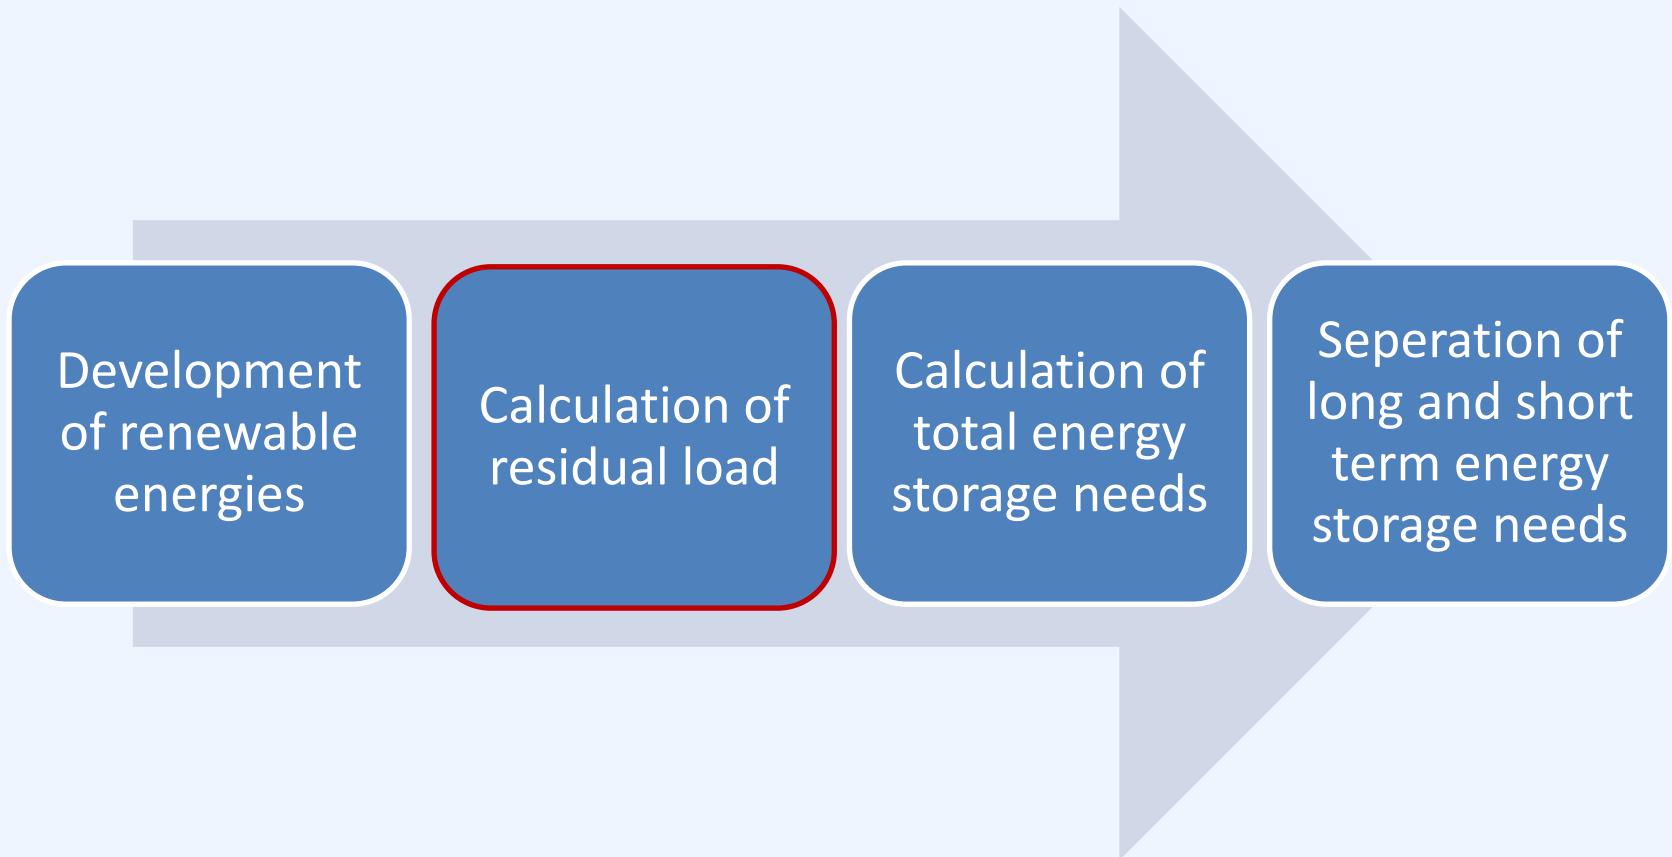 Development
of renewable
energies
Calculation of
residual load
Calculation of
total energy
storage needs
Seperation of
long and short
term energy
storage needs